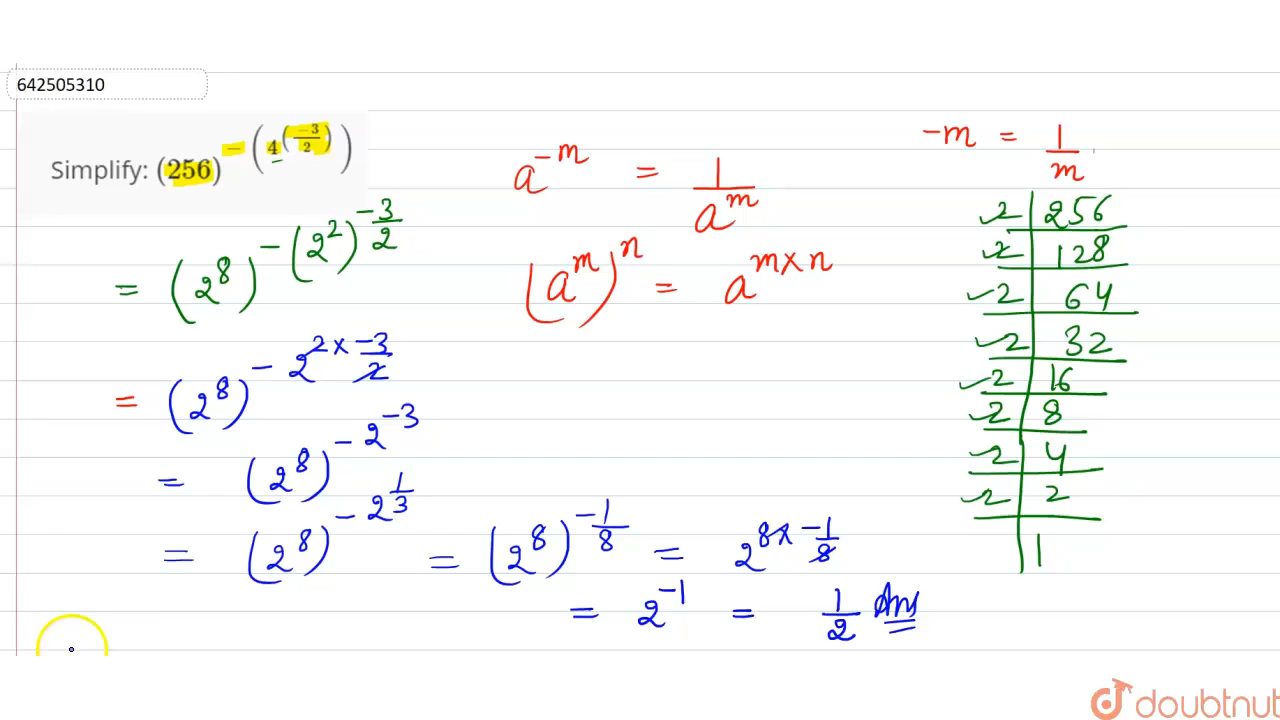 642505310
Simplify: (256)^{-(4^{(-3/2)})}
= (2^8)^{-(2^2)^{-3/2}}
= (2^8)^{-2^{2×-3/2}}
= (2^8)^{-2^{-3}}
= (2^8)^{-2^{1/3}} = (2^8)^{-1/8} = 2^{8×-1/8}
= 2^{-1} = 1/2 Ans
a^{-m} = 1/a^m
(a^m)^n = a^{m×n}
-m = 1/m
2 | 256
2 | 128
2 | 64
2 | 32
2 | 16
2 | 8
2 | 4
2 | 2
| 1
doubtnut